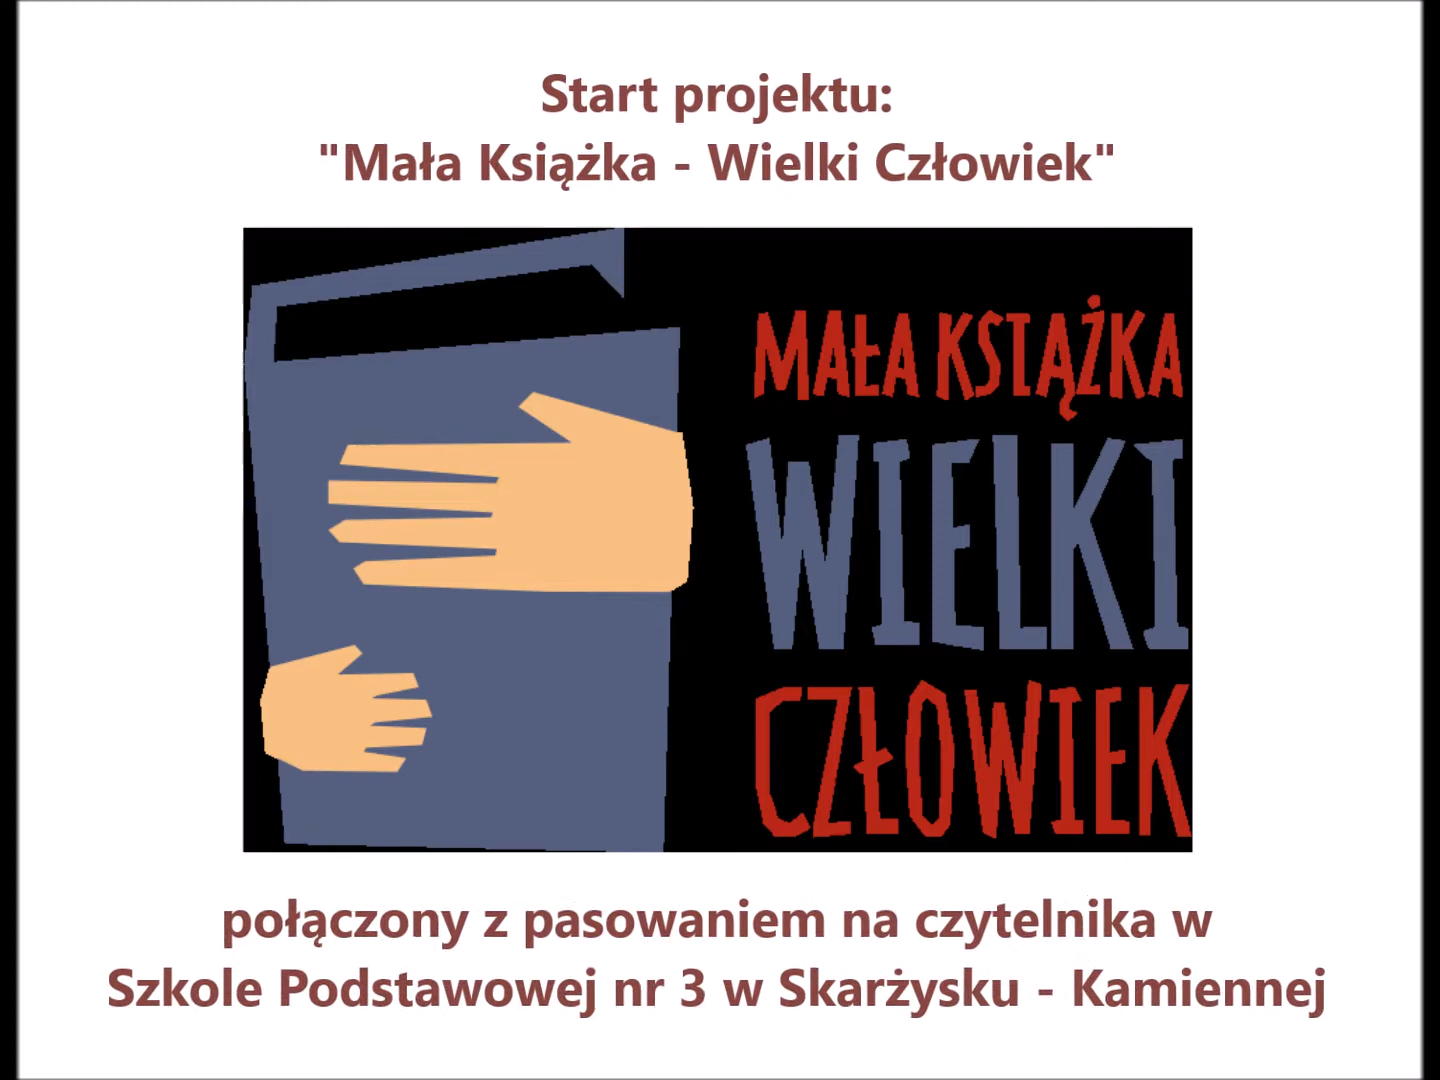 Start projektu:
"Mała Książka - Wielki Człowiek"
MAŁA KSIĄŻKA
WIELKI
CZŁOWIEK
połączony z pasowaniem na czytelnika w
Szkole Podstawowej nr 3 w Skarżysku - Kamiennej